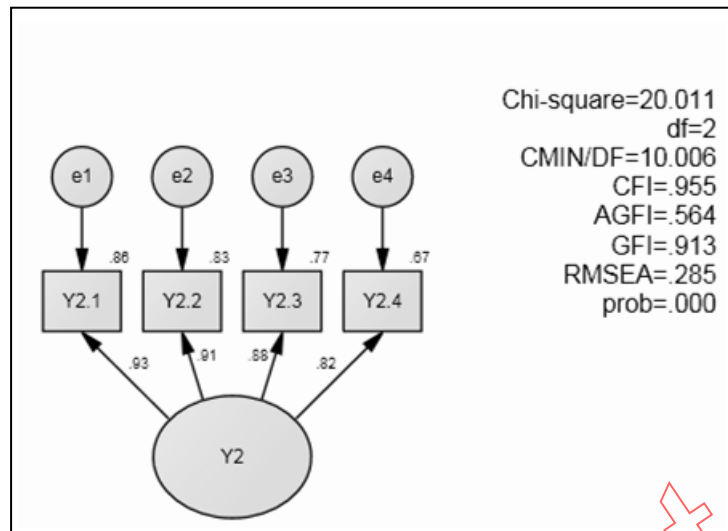 Chi-square=20.011
df=2
CMIN/DF=10.006
CFI=.955
AGFI=.564
GFI=.913
RMSEA=.285
prob=.000
e1 e2 e3 e4
.86 .83 .77 .67
Y2.1 Y2.2 Y2.3 Y2.4
.93 .91 .88 .82
Y2